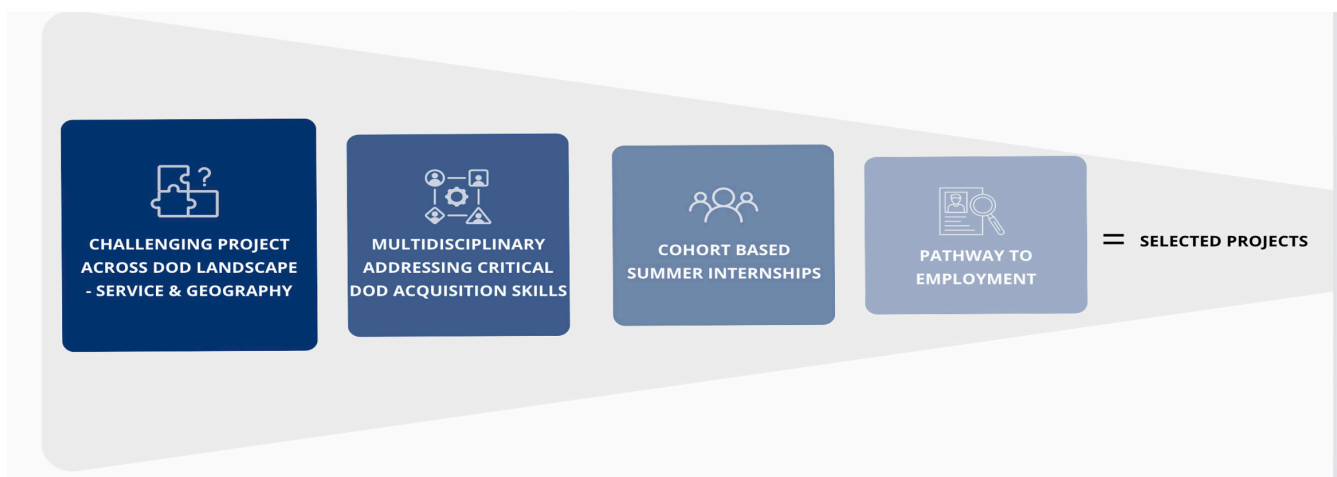 CHALLENGING PROJECT
ACROSS DOD LANDSCAPE
- SERVICE & GEOGRAPHY
MULTIDISCIPLINARY
ADDRESSING CRITICAL
DOD ACQUISITION SKILLS
COHORT BASED
SUMMER INTERNSHIPS
PATHWAY TO
EMPLOYMENT
= SELECTED PROJECTS